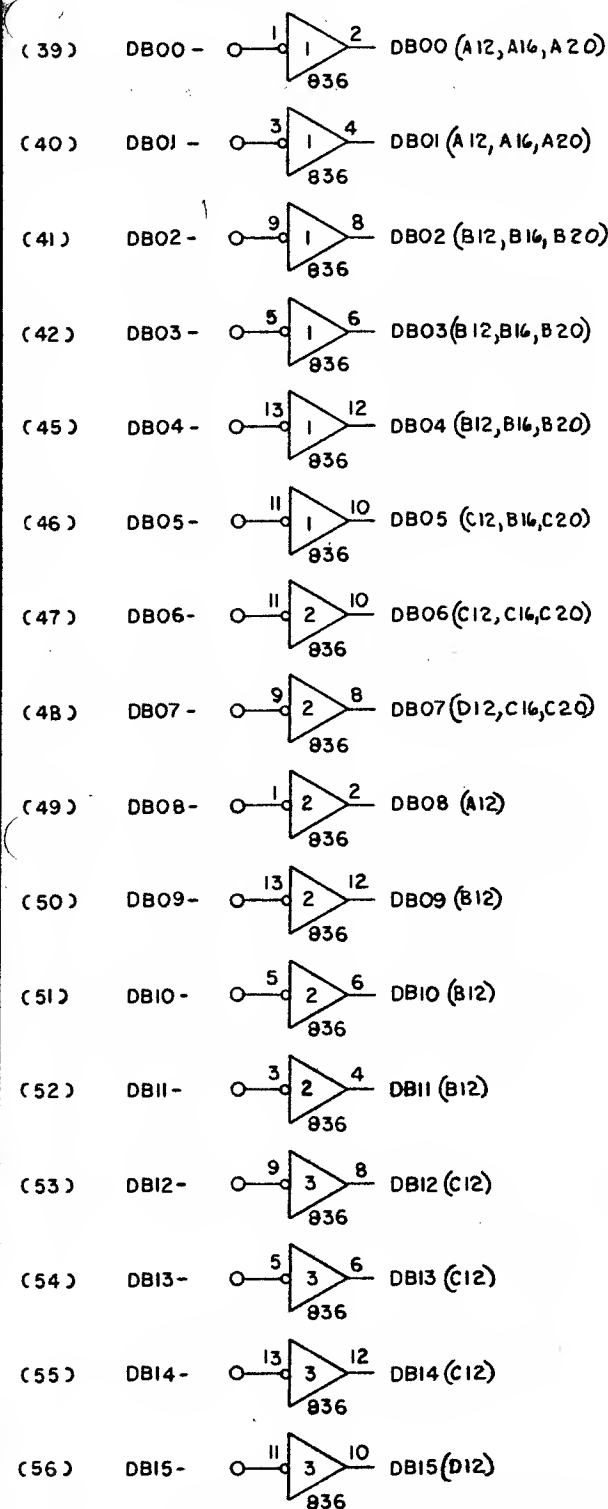 (39) DB00- 1 1 2 DB00 (A12, A16, A20)
836
(40) DB01- 3 1 4 DB01 (A12, A16, A20)
836
(41) DB02- 9 1 8 DB02 (B12, B16, B20)
836
(42) DB03- 5 1 6 DB03 (B12, B16, B20)
836
(45) DB04- 13 1 12 DB04 (B12, B16, B20)
836
(46) DB05- 11 1 10 DB05 (C12, B16, C20)
836
(47) DB06- 11 2 10 DB06 (C12, C16, C20)
836
(48) DB07- 9 2 8 DB07 (D12, C16, C20)
836
(49) DB08- 1 2 2 DB08 (A12)
836
(50) DB09- 13 2 12 DB09 (B12)
836
(51) DB10- 5 2 6 DB10 (B12)
836
(52) DB11- 3 2 4 DB11 (B12)
836
(53) DB12- 9 3 8 DB12 (C12)
836
(54) DB13- 5 3 6 DB13 (C12)
836
(55) DB14- 13 3 12 DB14 (C12)
836
(56) DB15- 11 3 10 DB15 (D12)
836